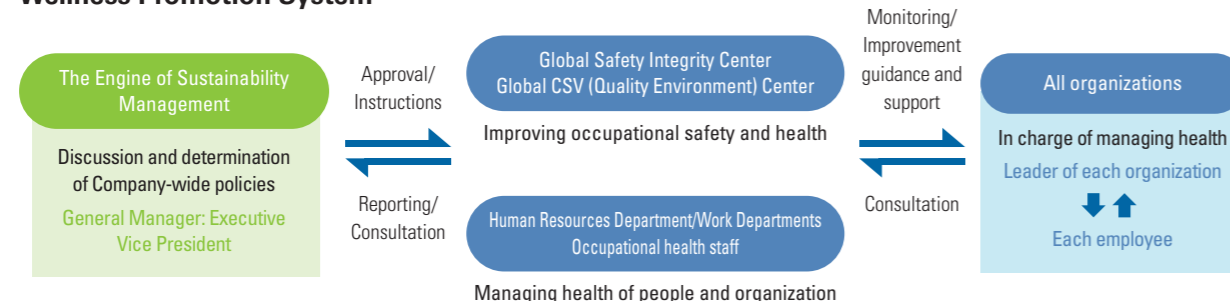 Wellness Promotion System
The Engine of Sustainability
Management
Discussion and determination
of Company-wide policies
General Manager: Executive
Vice President
Approval/
Instructions
Reporting/
Consultation
Global Safety Integrity Center
Global CSV (Quality Environment) Center
Improving occupational safety and health
Human Resources Department/Work Departments
Occupational health staff
Managing health of people and organization
Monitoring/
Improvement
guidance and
support
Consultation
All organizations
In charge of managing health
Leader of each organization
Each employee